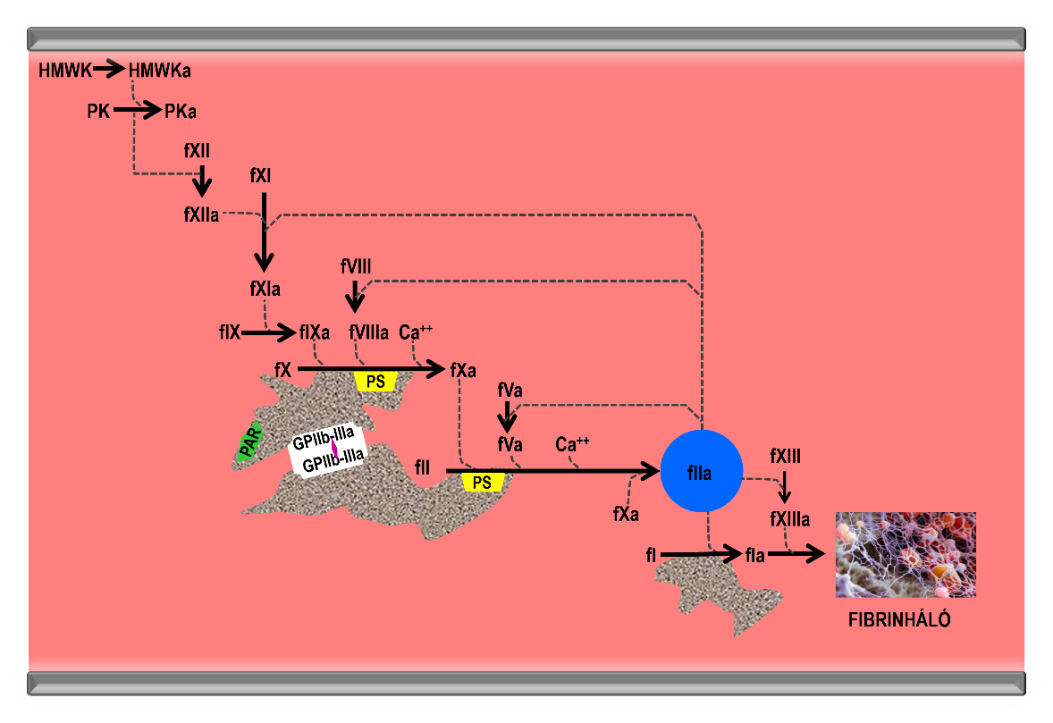 HMWK HMWKa
PK PKa
fXII
fXI
fXIIa
fVIII
fXIa
fIX fIXa fVIIIa Ca++
fX fXa
PS
fVa
PAR
GPIIb-IIIa
GPIIb-IIIa
fVa Ca++
fII fIIa
PS
fXIII
fXa
fXIIIa
fI fIa
FIBRINHÁLÓ